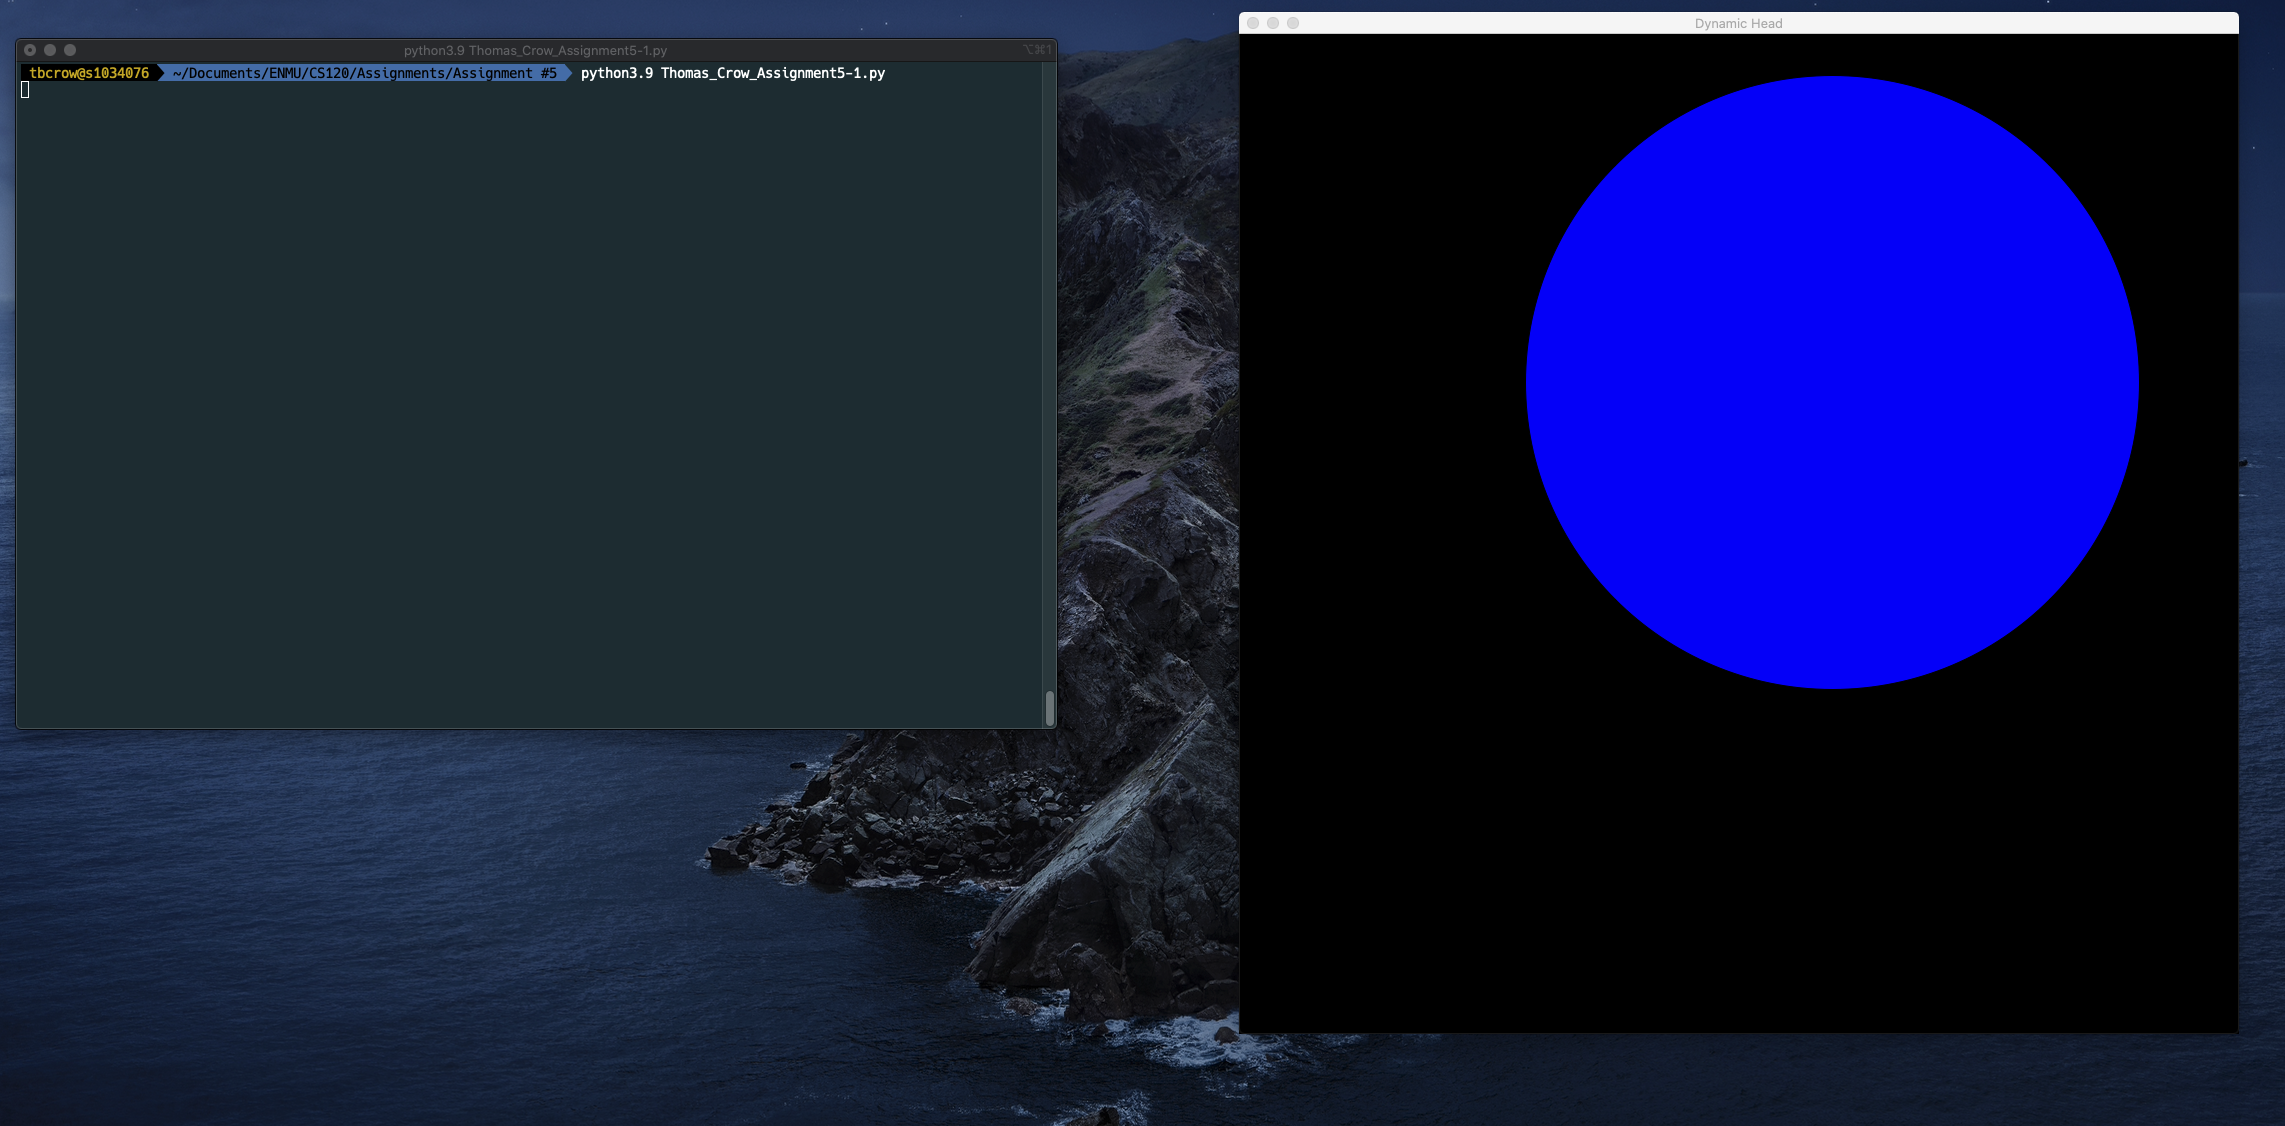 python3.9 Thomas_Crow_Assignment5-1.py
⌥⌘1
tbcrow@s1034076 ~/Documents/ENMU/CS120/Assignments/Assignment #5 python3.9 Thomas_Crow_Assignment5-1.py
Dynamic Head